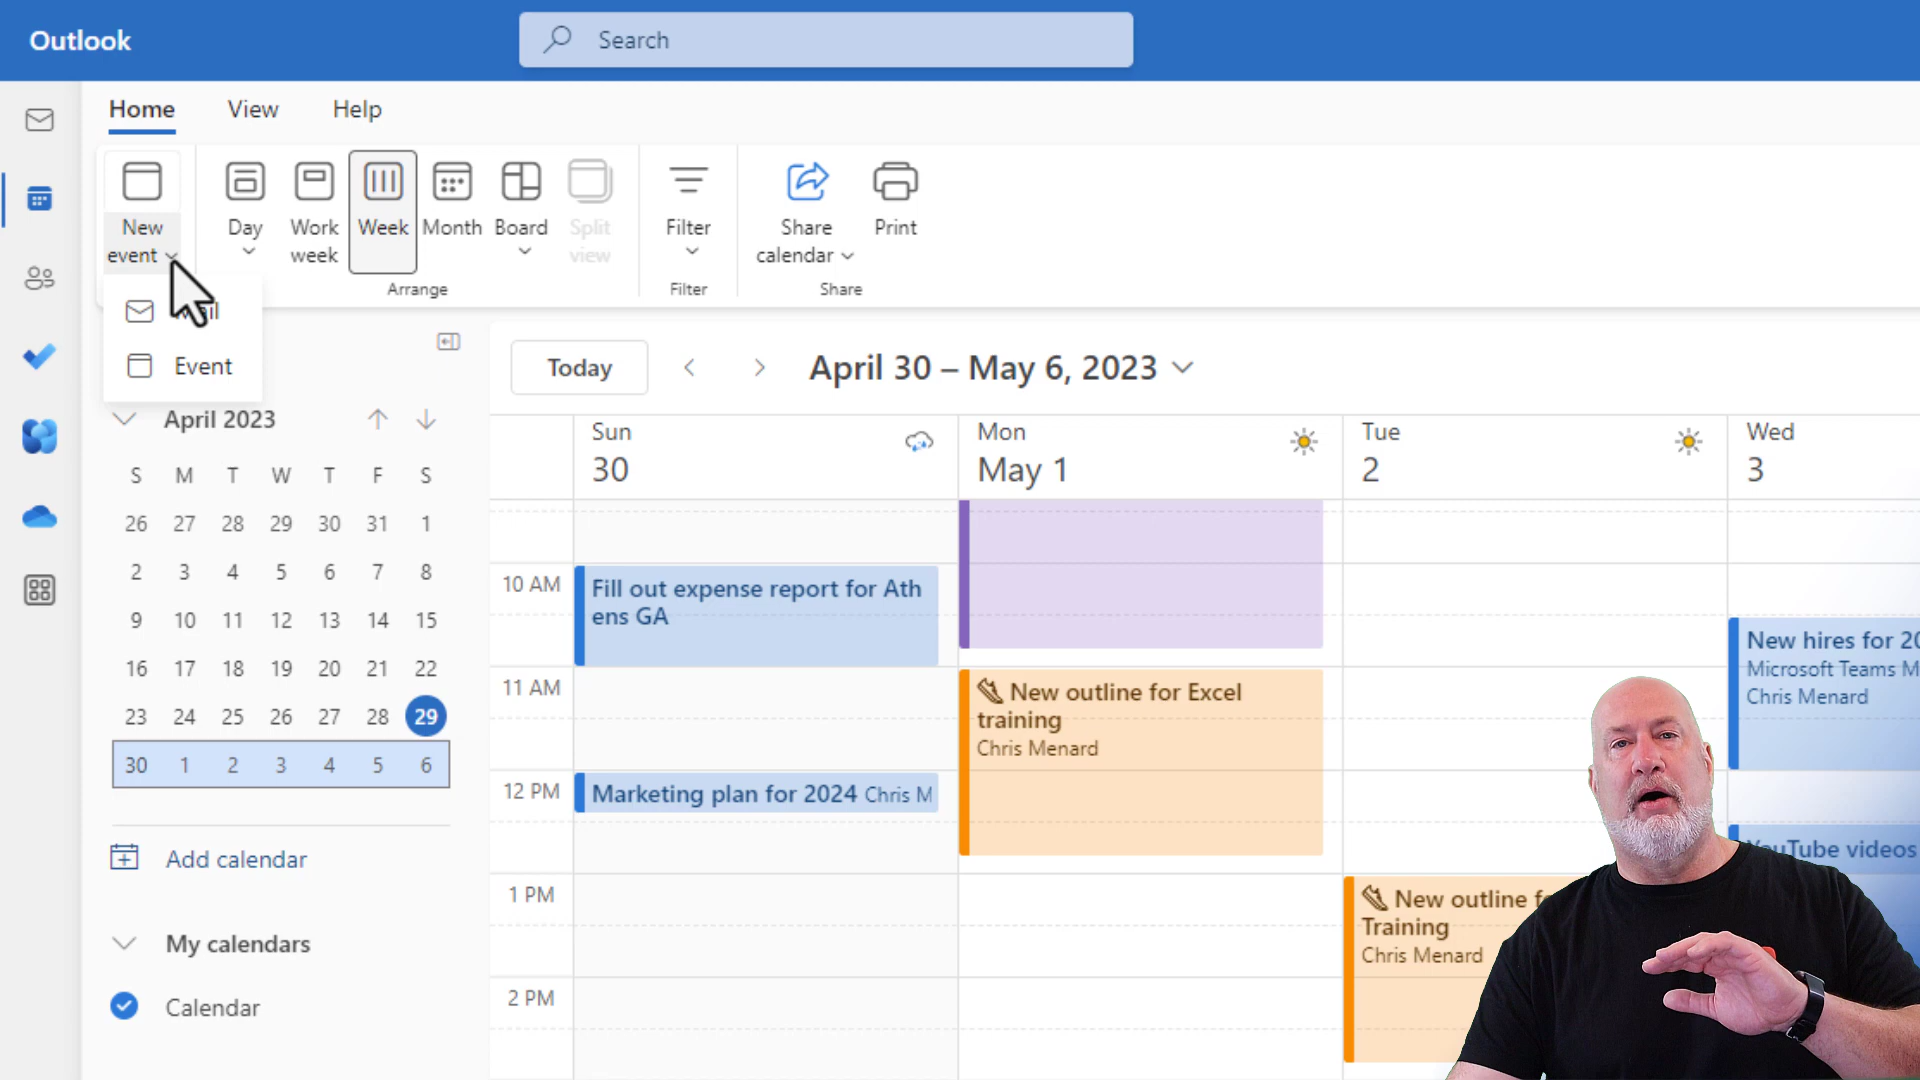 Outlook
Search
Home
View
Help
New
event
Day
Work
week
Week
Month
Board
Split
view
Filter
Share
calendar
Print
Arrange
Filter
Share
Event
Today
April 30 – May 6, 2023
April 2023
S M T W T F S
26 27 28 29 30 31 1
2 3 4 5 6 7 8
9 10 11 12 13 14 15
16 17 18 19 20 21 22
23 24 25 26 27 28 29
30 1 2 3 4 5 6
Add calendar
My calendars
Calendar
Sun
30
Mon
May 1
Tue
2
Wed
3
10 AM
11 AM
12 PM
1 PM
2 PM
Fill out expense report for Ath
ens GA
Marketing plan for 2024 Chris M
New outline for Excel
training
Chris Menard
New outline
Training
Chris Menard
New hires for 20
Microsoft Teams M
Chris Menard
YouTube videos